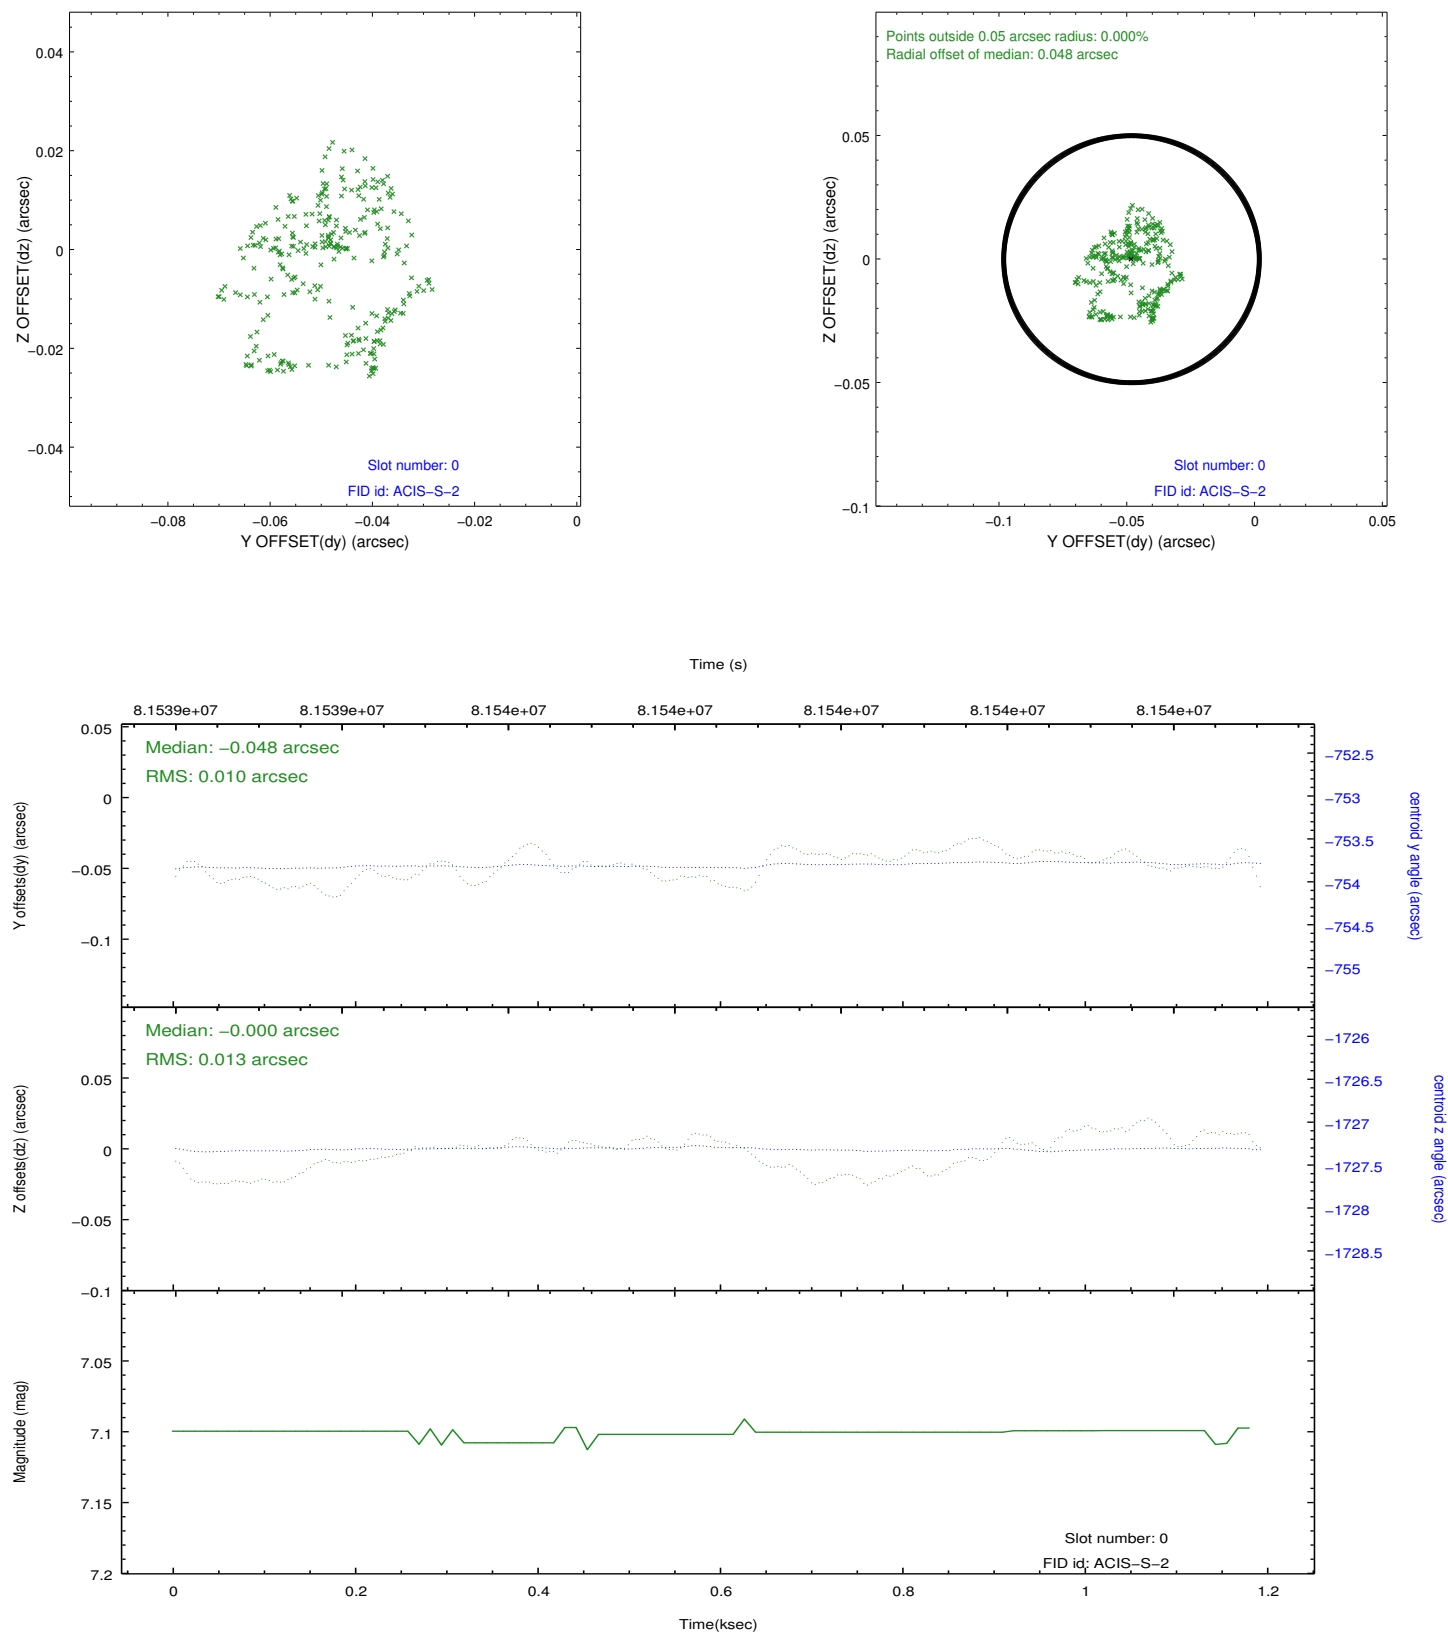 0.04
0.02
0
−0.02
−0.04
Z OFFSET(dz) (arcsec)
Slot number: 0
FID id: ACIS−S−2
−0.08
−0.06
−0.04
−0.02
0
Y OFFSET(dy) (arcsec)
Points outside 0.05 arcsec radius: 0.000%
Radial offset of median: 0.048 arcsec
0.05
0
−0.05
−0.1
Z OFFSET(dz) (arcsec)
Slot number: 0
FID id: ACIS−S−2
−0.1
−0.05
0
0.05
Y OFFSET(dy) (arcsec)
Time (s)
8.1539e+07
8.1539e+07
8.154e+07
8.154e+07
8.154e+07
8.154e+07
8.154e+07
0.05
0
−0.05
−0.1
Y offsets(dy) (arcsec)
Median: −0.048 arcsec
RMS: 0.010 arcsec
−752.5
−753
−753.5
−754
−754.5
−755
centroid y angle (arcsec)
0.05
0
−0.05
−0.1
Z offsets(dz) (arcsec)
Median: −0.000 arcsec
RMS: 0.013 arcsec
−1726
−1726.5
−1727
−1727.5
−1728
−1728.5
centroid z angle (arcsec)
7.05
7.1
7.15
7.2
Magnitude (mag)
Slot number: 0
FID id: ACIS−S−2
0
0.2
0.4
0.6
0.8
1
1.2
Time(ksec)